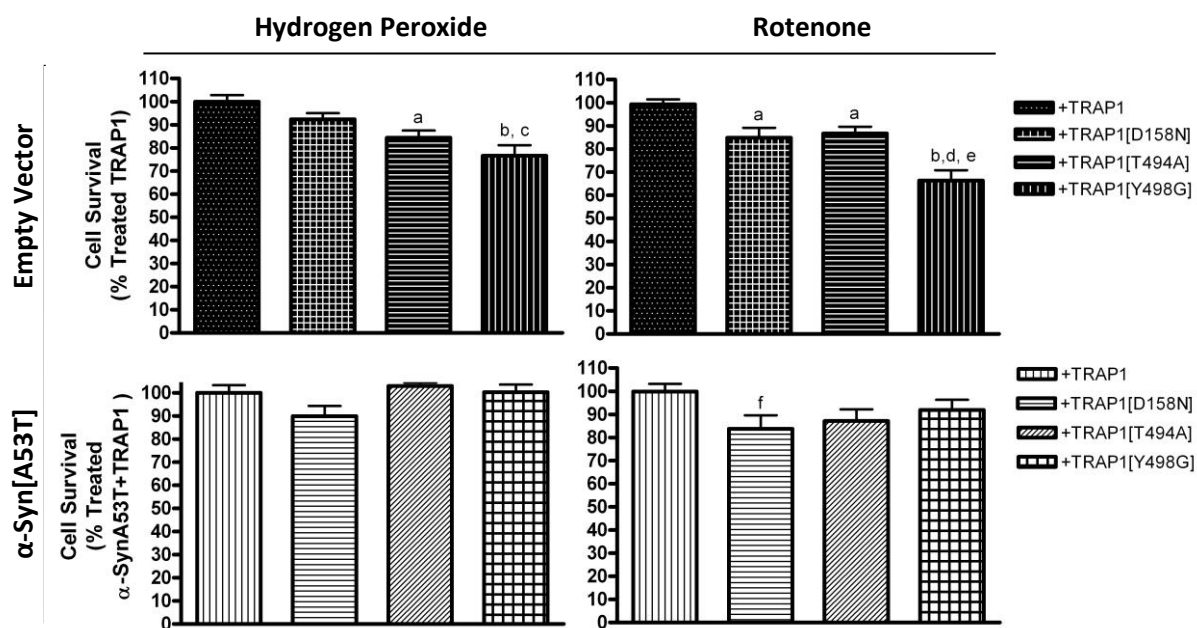 Hydrogen Peroxide
Rotenone
Empty Vector
Cell Survival
(% Treated TRAP1)
110
100
90
80
70
60
50
40
30
20
10
0
a
b, c
110
100
90
80
70
60
50
40
30
20
10
0
a
a
b,d, e
+TRAP1
+TRAP1[D158N]
+TRAP1[T494A]
+TRAP1[Y498G]
α-Syn[A53T]
Cell Survival
(% Treated
α-SynA53T+TRAP1 )
100
90
80
70
60
50
40
30
20
10
0
110
100
90
80
70
60
50
40
30
20
10
0
f
+TRAP1
+TRAP1[D158N]
+TRAP1[T494A]
+TRAP1[Y498G]